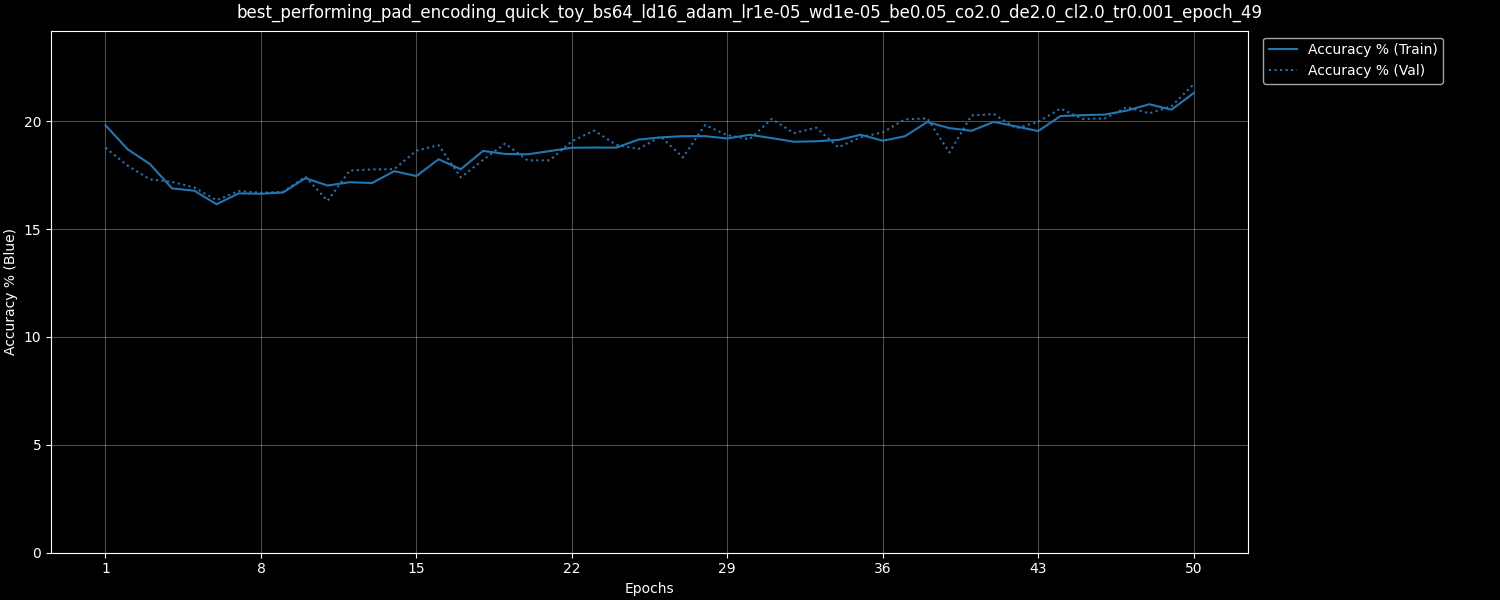 best_performing_pad_encoding_quick_toy_bs64_ld16_adam_lr1e-05_wd1e-05_be0.05_co2.0_de2.0_cl2.0_tr0.001_epoch_49
Accuracy % (Train)
Accuracy % (Val)
Accuracy % (Blue)
20
15
10
5
0
1 8 15 22 29 36 43 50
Epochs